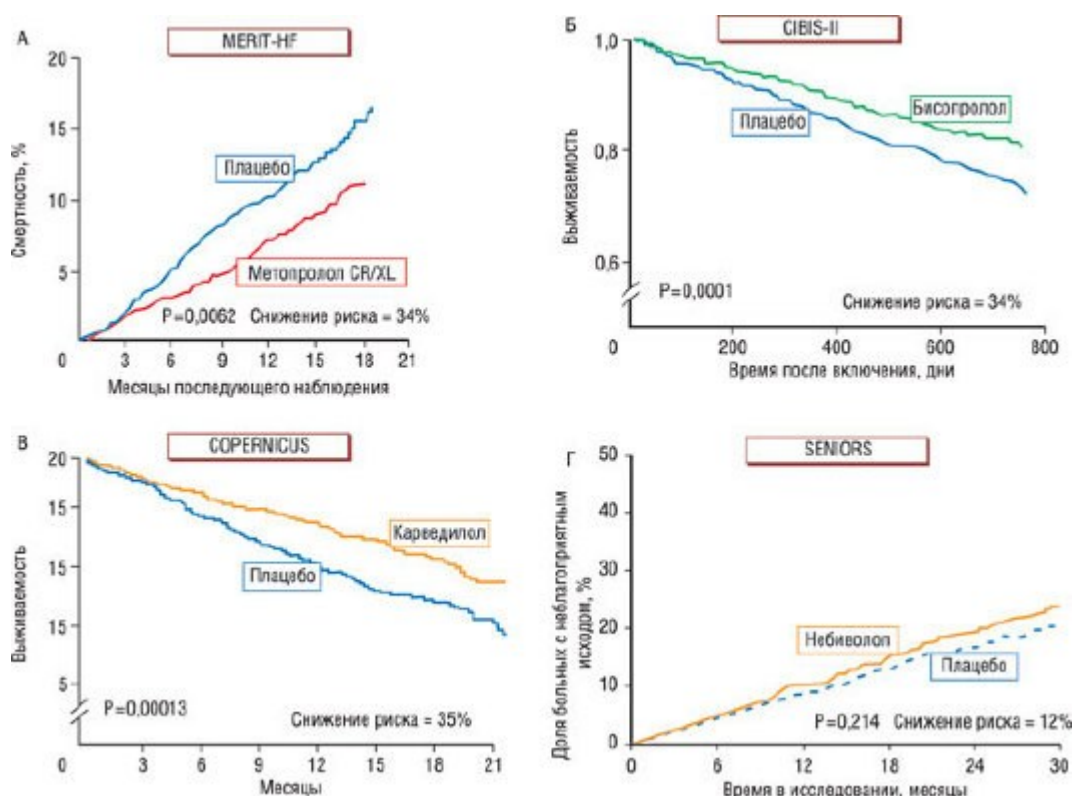 А
MERIT-HF
20
15
10
5
0
Смертность, %
Плацебо
Метопролол CR/XL
P=0,0062 Снижение риска = 34%
3 6 9 12 15 18 21
Месяцы последующего наблюдения
Б
CIBIS-II
1,0
0,8
0,6
0
Выживаемость
Бисопролол
Плацебо
P=0,0001
Снижение риска = 34%
200 400 600 800
Время после включения, дни
В
COPERNICUS
20
15
15
15
5
0
Выживаемость
Карведилол
Плацебо
P=0,00013
Снижение риска = 35%
3 6 9 12 15 18 21
Месяцы
Г
SENIORS
50
40
30
20
10
0
Доля больных с неблагоприятным
исходом, %
Небиволол
Плацебо
P=0,214 Снижение риска = 12%
0 6 12 18 24 30
Время в исследовании, месяцы